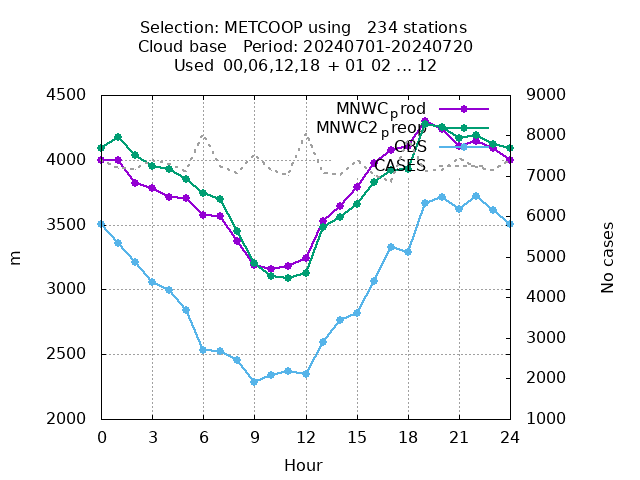 Selection: METCOOP using   234 stations
Cloud base   Period: 20240701-20240720
Used  00,06,12,18 + 01 02 ... 12
4500
4000
3500
3000
2500
2000
m
9000
8000
7000
6000
5000
4000
3000
2000
1000
No cases
MNWCprod
MNWC2preop
OBS
CASES
0 3 6 9 12 15 18 21 24
Hour